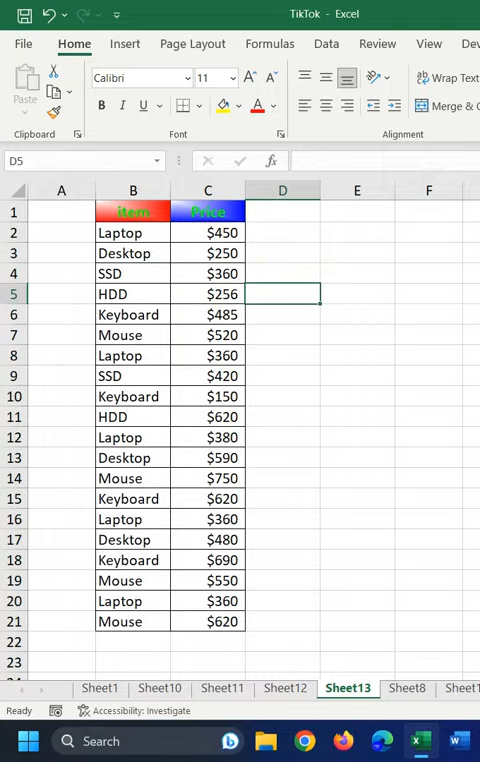 TikTok - Excel
File Home Insert Page Layout Formulas Data Review View Dev
Paste
Calibri 11 A A ab Wrap Text
B I U A Merge & C
Clipboard Font Alignment
D5 fx
A B C D E F
1 item Price
2 Laptop $450
3 Desktop $250
4 SSD $360
5 HDD $256
6 Keyboard $485
7 Mouse $520
8 Laptop $360
9 SSD $420
10 Keyboard $150
11 HDD $620
12 Laptop $380
13 Desktop $590
14 Mouse $750
15 Keyboard $620
16 Laptop $360
17 Desktop $480
18 Keyboard $690
19 Mouse $550
20 Laptop $360
21 Mouse $620
22
23
Sheet1 Sheet10 Sheet11 Sheet12 Sheet13 Sheet8 Sheet1
Ready Accessibility: Investigate
Search